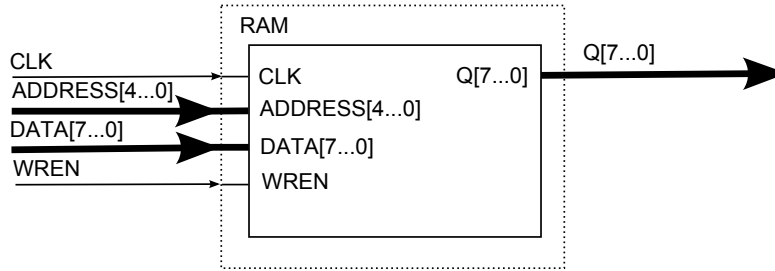 RAM
CLK
ADDRESS[4...0]
DATA[7...0]
WREN
CLK
ADDRESS[4...0]
DATA[7...0]
WREN
Q[7...0]
Q[7...0]